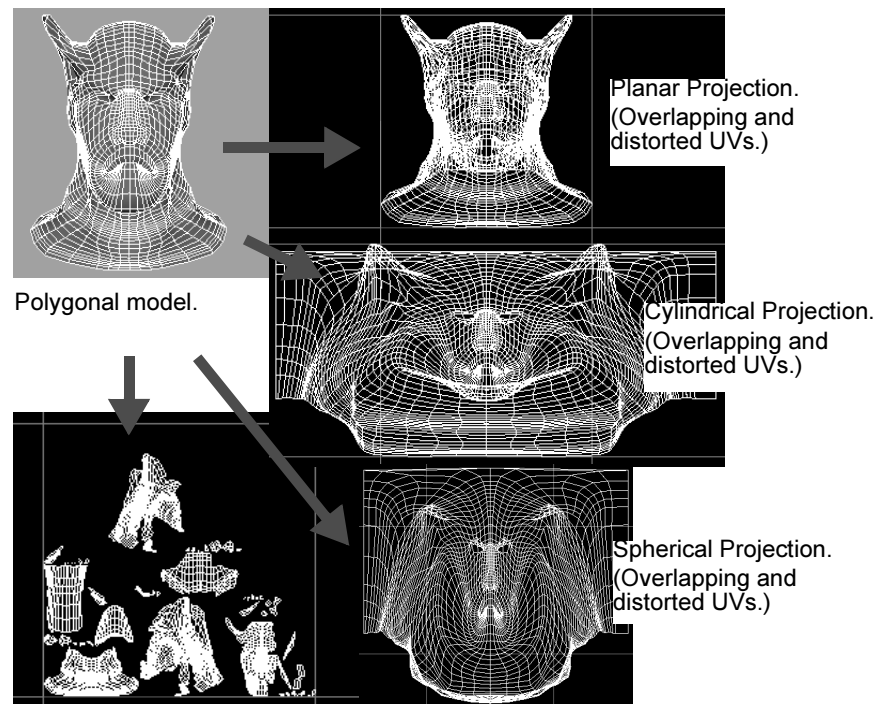 Planar Projection.
(Overlapping and
distorted UVs.)
Polygonal model.
Cylindrical Projection.
(Overlapping and
distorted UVs.)
Spherical Projection.
(Overlapping and
distorted UVs.)